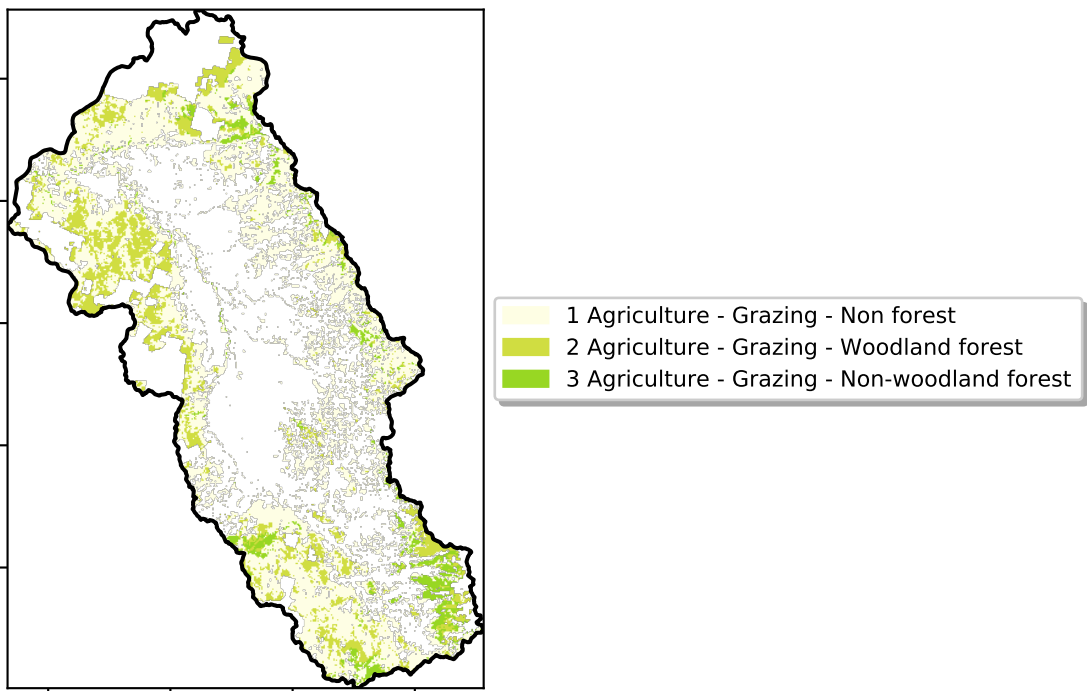 1 Agriculture - Grazing - Non forest
2 Agriculture - Grazing - Woodland forest
3 Agriculture - Grazing - Non-woodland forest